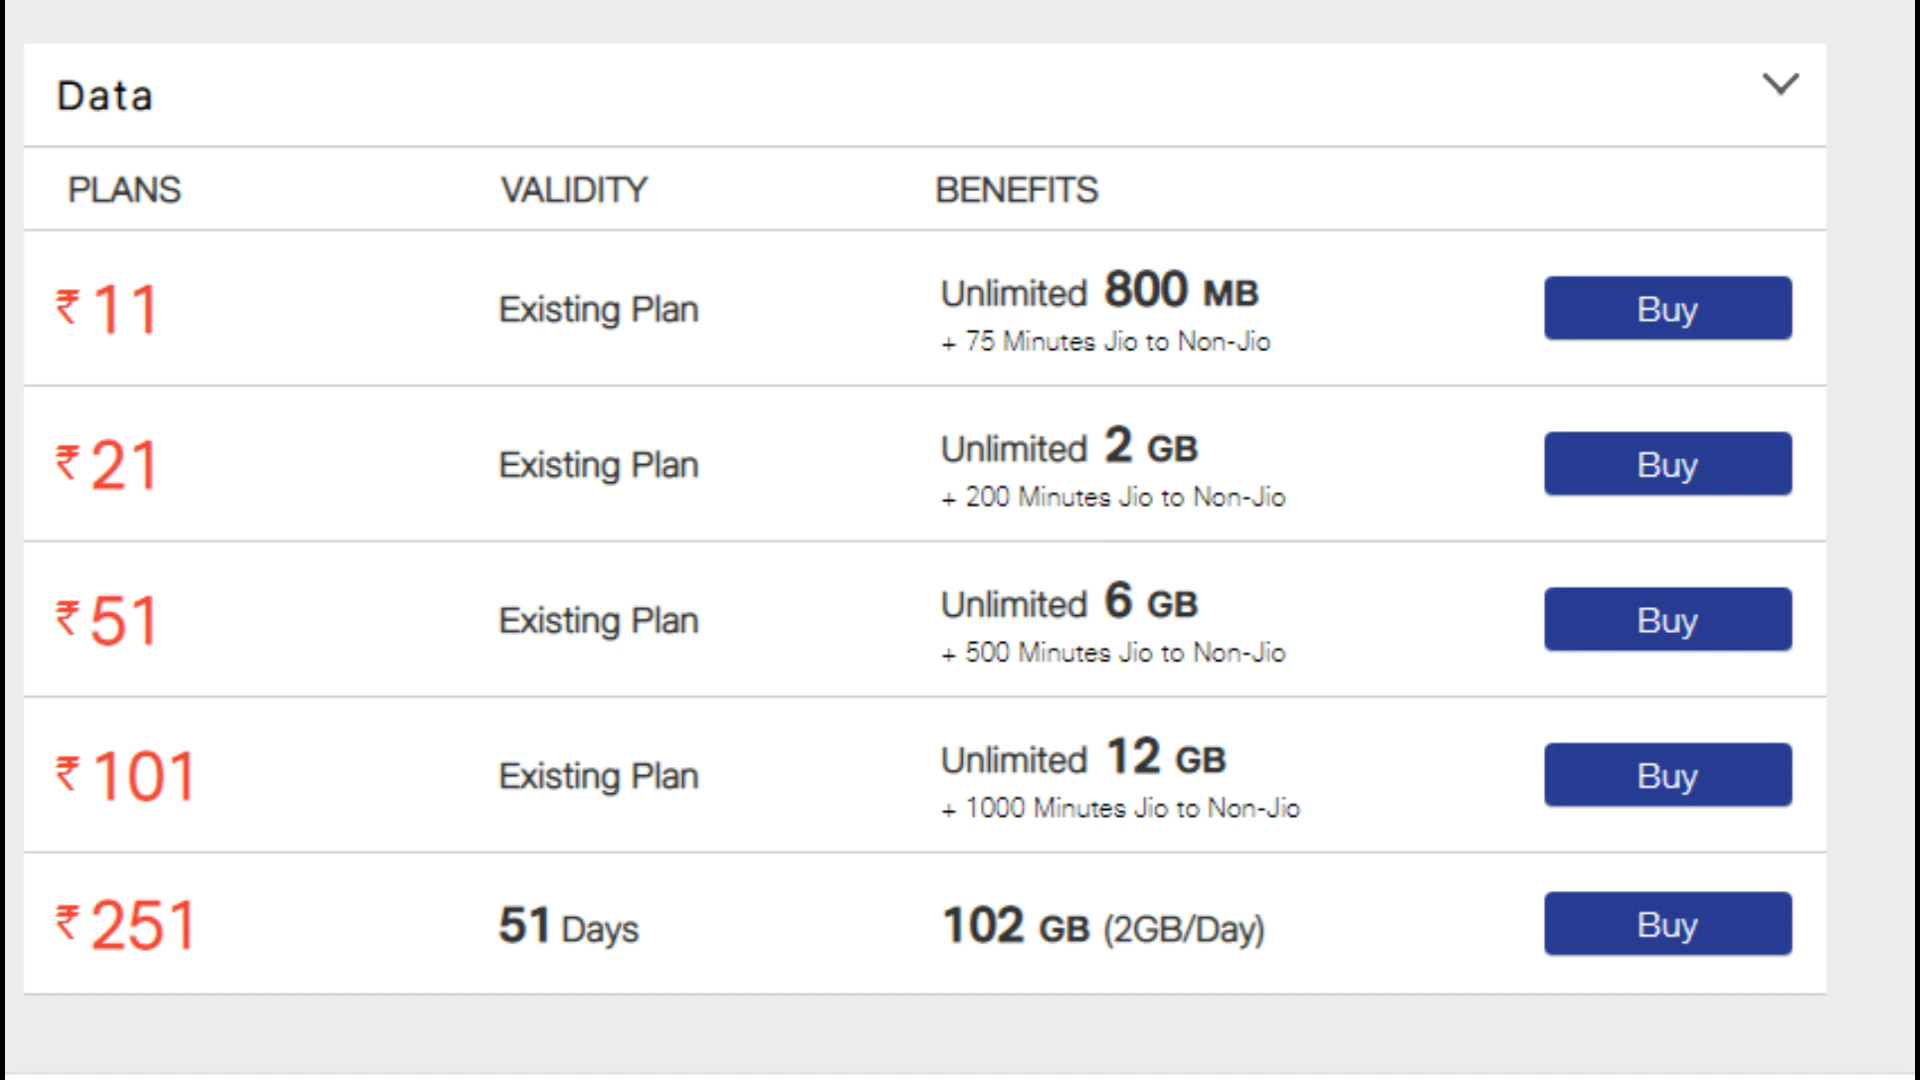 Data
PLANS VALIDITY BENEFITS
₹11 Existing Plan Unlimited 800 MB Buy
+ 75 Minutes Jio to Non-Jio
₹21 Existing Plan Unlimited 2 GB Buy
+ 200 Minutes Jio to Non-Jio
₹51 Existing Plan Unlimited 6 GB Buy
+ 500 Minutes Jio to Non-Jio
₹101 Existing Plan Unlimited 12 GB Buy
+ 1000 Minutes Jio to Non-Jio
₹251 51 Days 102 GB (2GB/Day) Buy